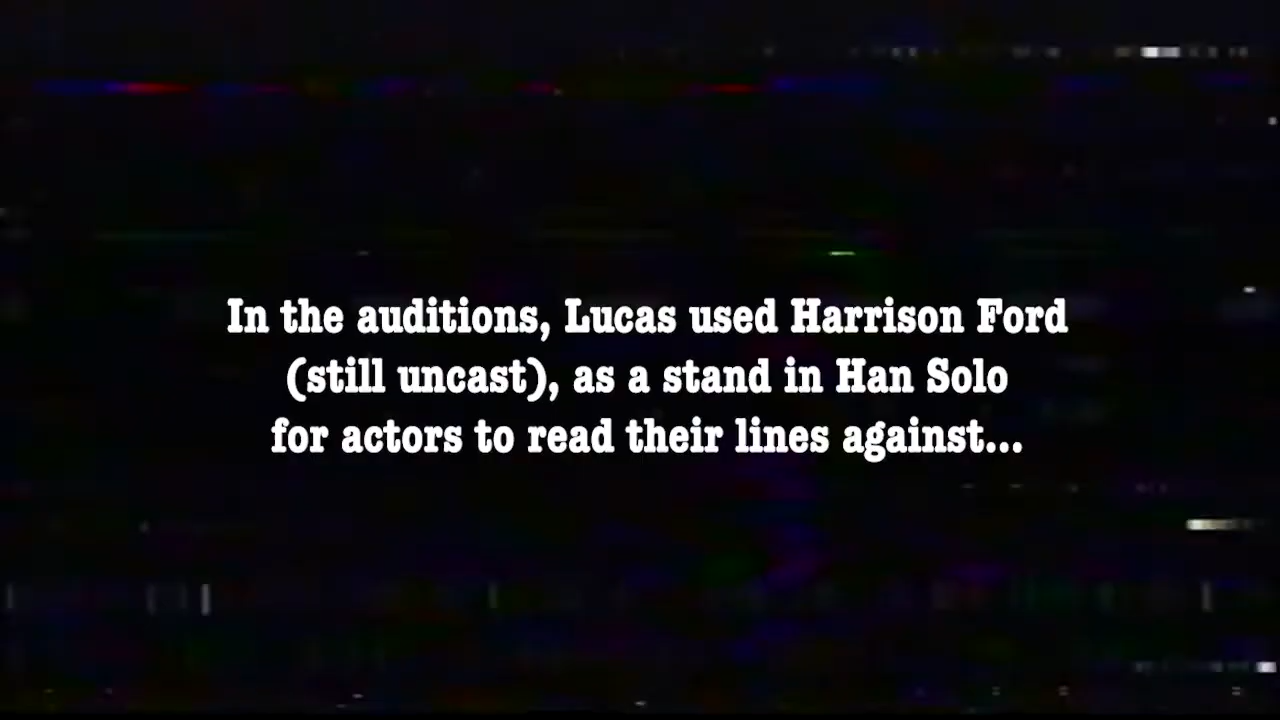 In the auditions, Lucas used Harrison Ford
(still uncast), as a stand in Han Solo
for actors to read their lines against...